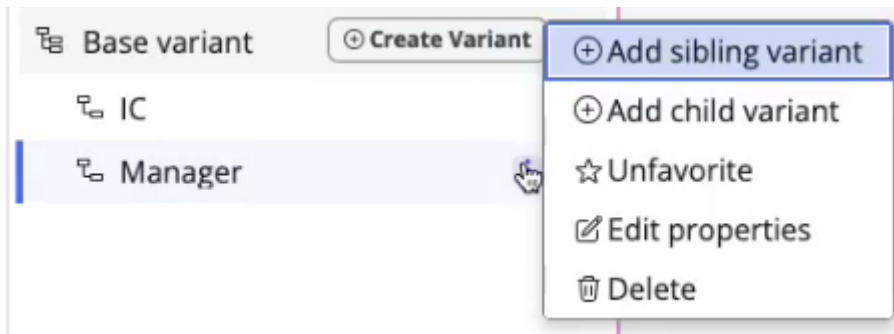 Base variant
Create Variant
IC
Manager
Add sibling variant
Add child variant
Unfavorite
Edit properties
Delete